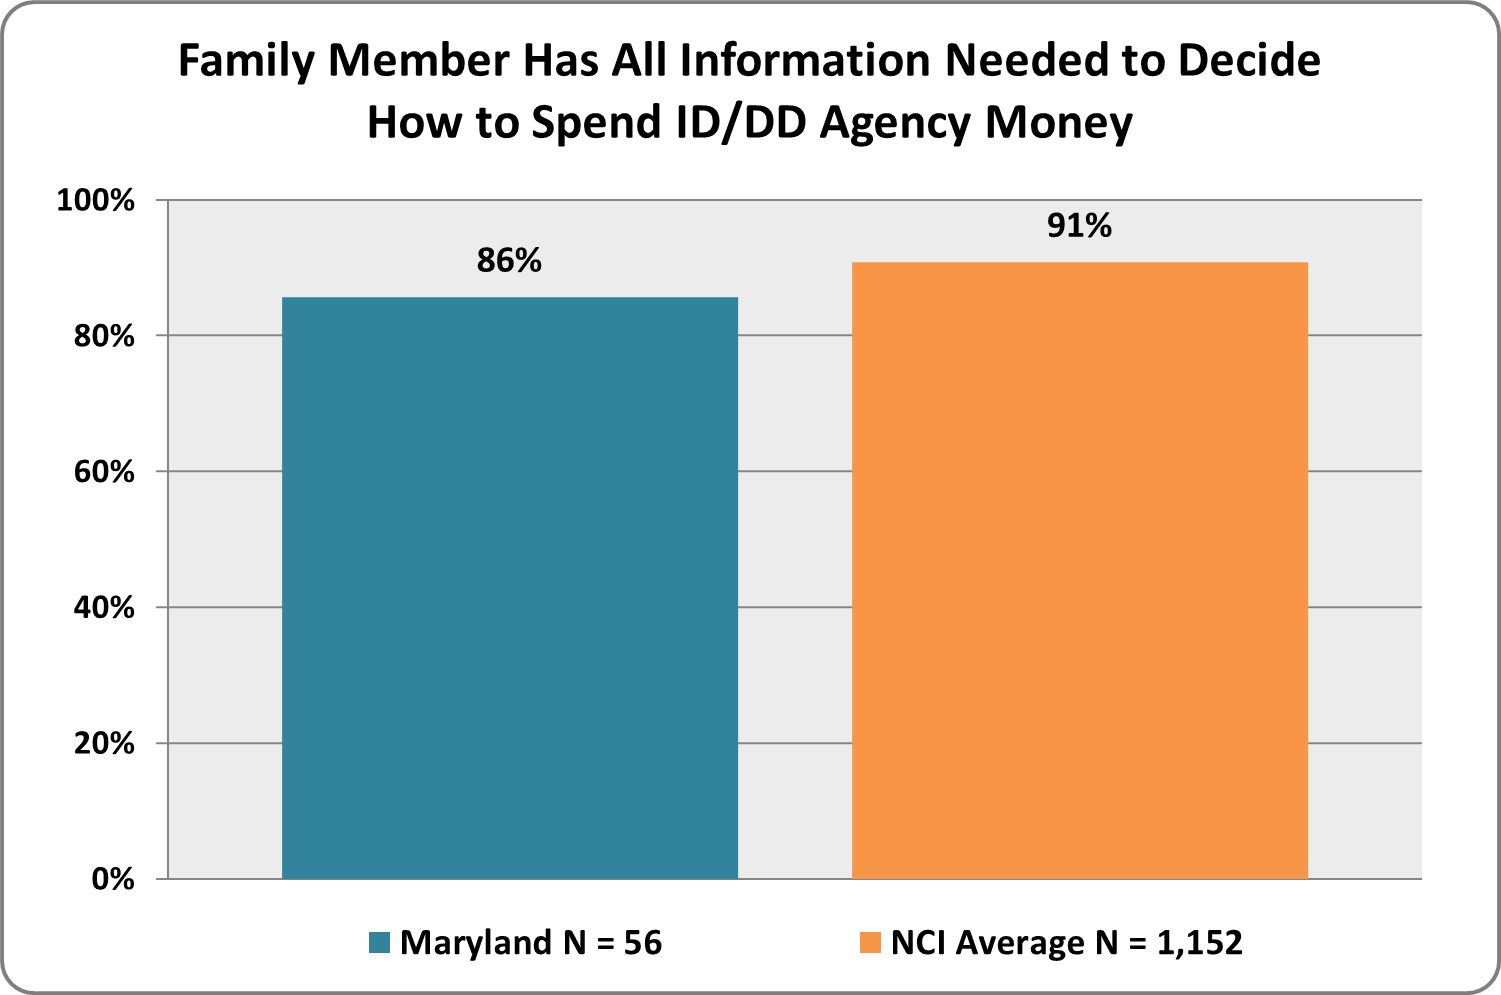 Family Member Has All Information Needed to Decide
How to Spend ID/DD Agency Money
100%
80%
60%
40%
20%
0%
86%
91%
Maryland N = 56
NCI Average N = 1,152